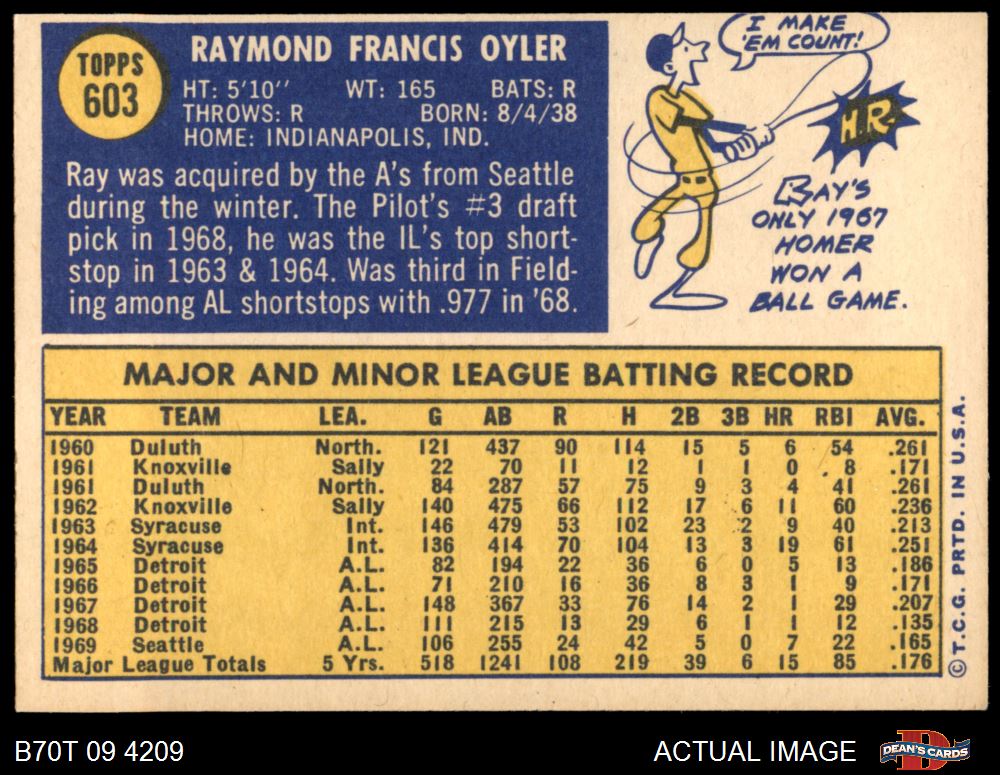 TOPPS
603
RAYMOND FRANCIS OYLER
HT: 5'10" WT: 165 BATS: R
THROWS: R BORN: 8/4/38
HOME: INDIANAPOLIS, IND.
Ray was acquired by the A's from Seattle
during the winter. The Pilot's #3 draft
pick in 1968, he was the IL's top short-
stop in 1963 & 1964. Was third in Field-
ing among AL shortstops with .977 in '68.
I MAKE
'EM COUNT!
H.R.
RAY'S
ONLY 1967
HOMER
WON A
BALL GAME.
MAJOR AND MINOR LEAGUE BATTING RECORD
YEAR TEAM LEA. G AB R H 2B 3B HR RBI AVG.
1960 Duluth North. 121 437 90 114 15 5 6 54 .261
1961 Knoxville Sally 22 70 11 12 1 1 0 8 .171
1961 Duluth North. 84 287 57 75 9 3 4 41 .261
1962 Knoxville Sally 140 475 66 112 17 6 11 60 .236
1963 Syracuse Int. 146 479 53 102 23 2 9 40 .213
1964 Syracuse Int. 136 414 70 104 13 3 19 61 .251
1965 Detroit A.L. 82 194 22 36 6 0 5 13 .186
1966 Detroit A.L. 71 210 16 36 8 3 1 9 .171
1967 Detroit A.L. 148 367 33 76 14 2 1 29 .207
1968 Detroit A.L. 111 215 13 29 6 1 1 12 .135
1969 Seattle A.L. 106 255 24 42 5 0 7 22 .165
Major League Totals 5 Yrs. 518 1241 108 219 39 6 15 85 .176
© T.C.G. PRTD. IN U.S.A.
B70T 09 4209
ACTUAL IMAGE
D
DEAN'S CARDS